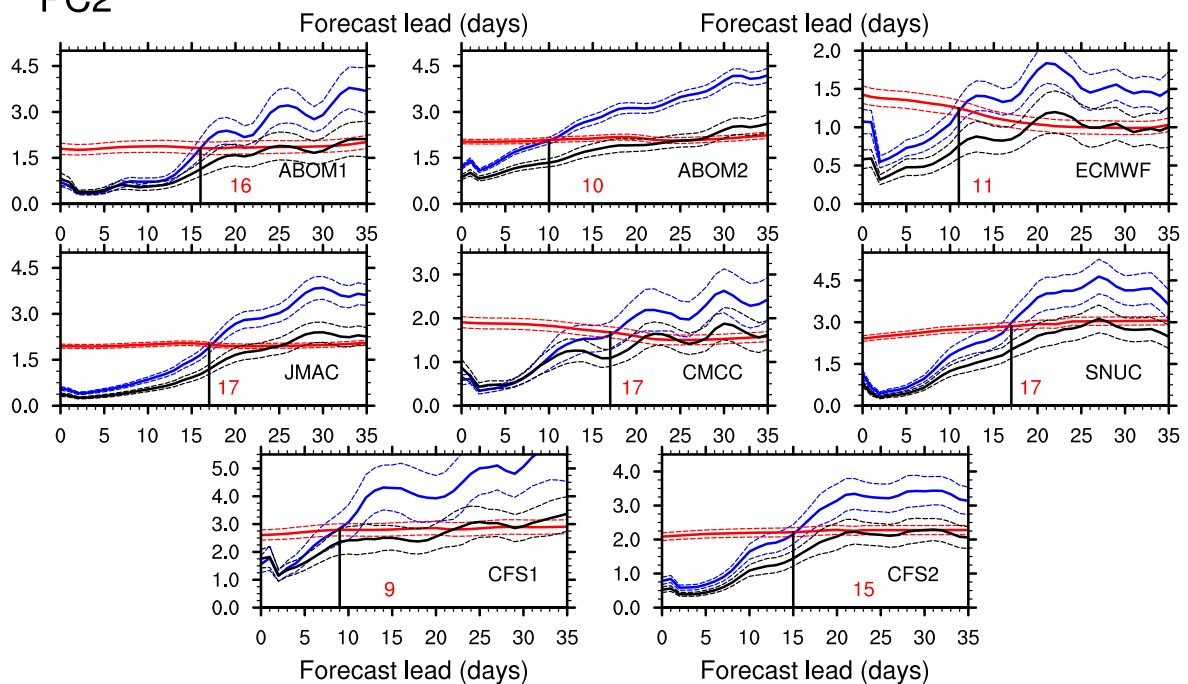 PC2
Forecast lead (days) Forecast lead (days)
4.5 4.5 2.0
3.0 3.0 1.5
1.5 1.5 1.0
0.5
0.0 0.0 0.0
ABOM1 ABOM2 ECMWF
16 10 11
0 5 10 15 20 25 30 35 0 5 10 15 20 25 30 35 0 5 10 15 20 25 30 35
4.5 3.0 4.5
3.0 2.0 3.0
1.5 1.0 1.5
0.0 0.0 0.0
JMAC CMCC SNUC
17 17 17
0 5 10 15 20 25 30 35 0 5 10 15 20 25 30 35 0 5 10 15 20 25 30 35
5.0 4.0
4.0 3.0
3.0 2.0
2.0 1.0
1.0
0.0 0.0
CFS1 CFS2
9 15
0 5 10 15 20 25 30 35 0 5 10 15 20 25 30 35
Forecast lead (days) Forecast lead (days)